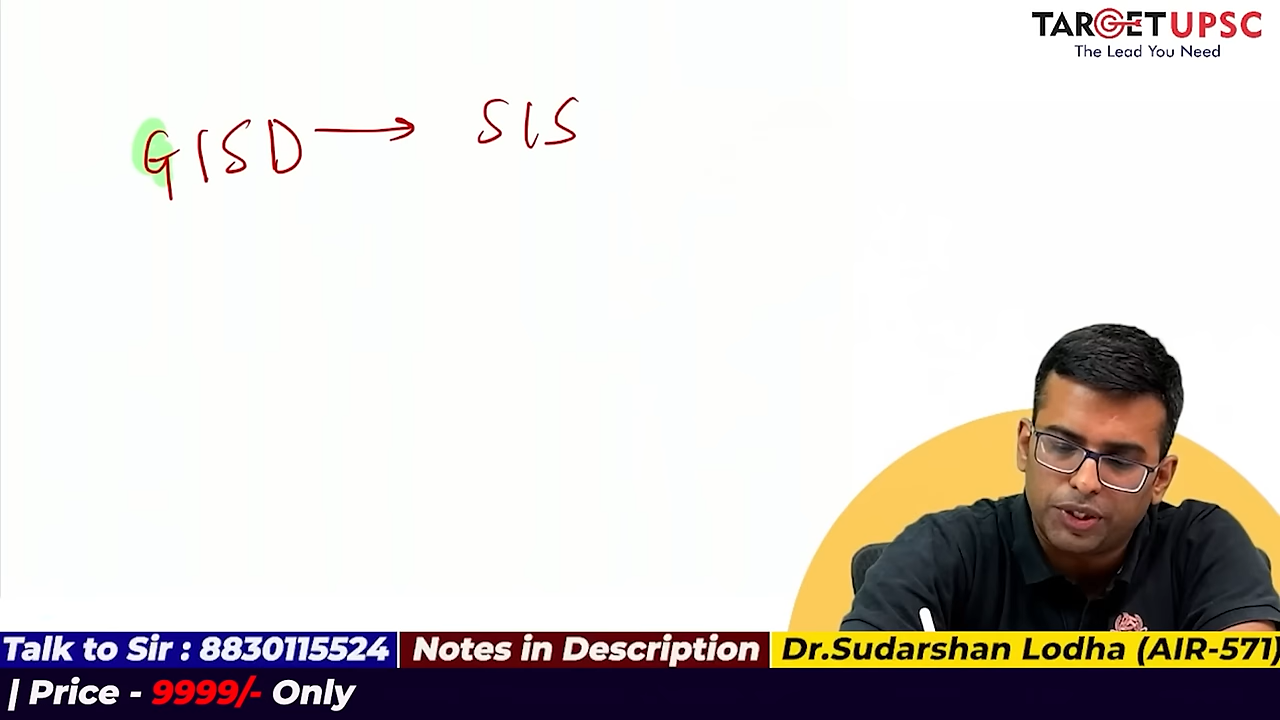 TARGETUPSC
The Lead You Need
GISD → SIS
Talk to Sir : 8830115524 Notes in Description Dr.Sudarshan Lodha (AIR-571)
| Price - 9999/- Only